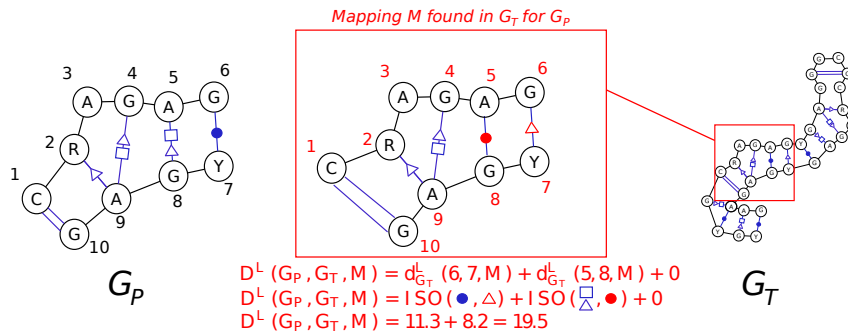 Mapping M found in G_T for G_P
3 4 5 6
A G A G
2
R
1
C
G A G Y
10 9 8 7
G_P
3 4 5 6
A G A G
2
R
1
C
G A G Y
10 9 8 7
G_T
D^L (G_P, G_T, M) = d^L_{G_T} (6, 7, M) + d^L_{G_T} (5, 8, M) + 0
D^L (G_P, G_T, M) = ISO(●, △) + ISO(□△, ●) + 0
D^L (G_P, G_T, M) = 11.3 + 8.2 = 19.5